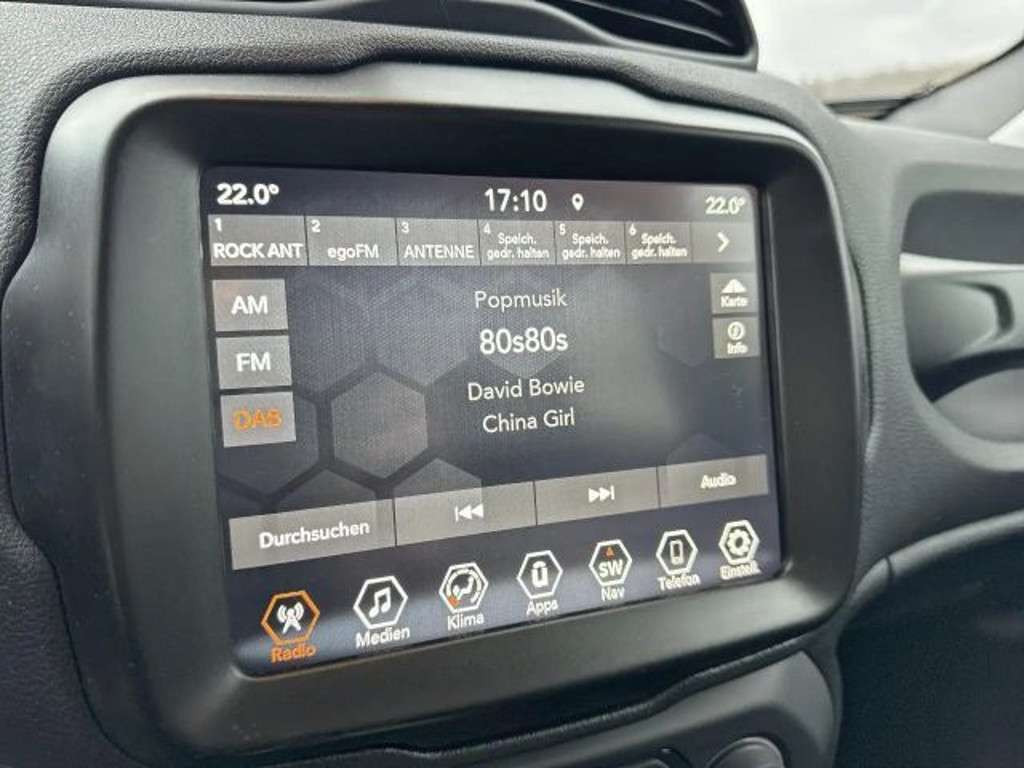 22.0° 17:10 22.0°
1 2 3 4 5 6
ROCK ANT egoFM ANTENNE Speich. gedr. halten Speich. gedr. halten Speich. gedr. halten
AM
Popmusik
Karte
80s80s
Info
FM
David Bowie
DAB
China Girl
Durchsuchen Audio
SW
Radio Medien Klima Apps Nav Telefon Einstell.